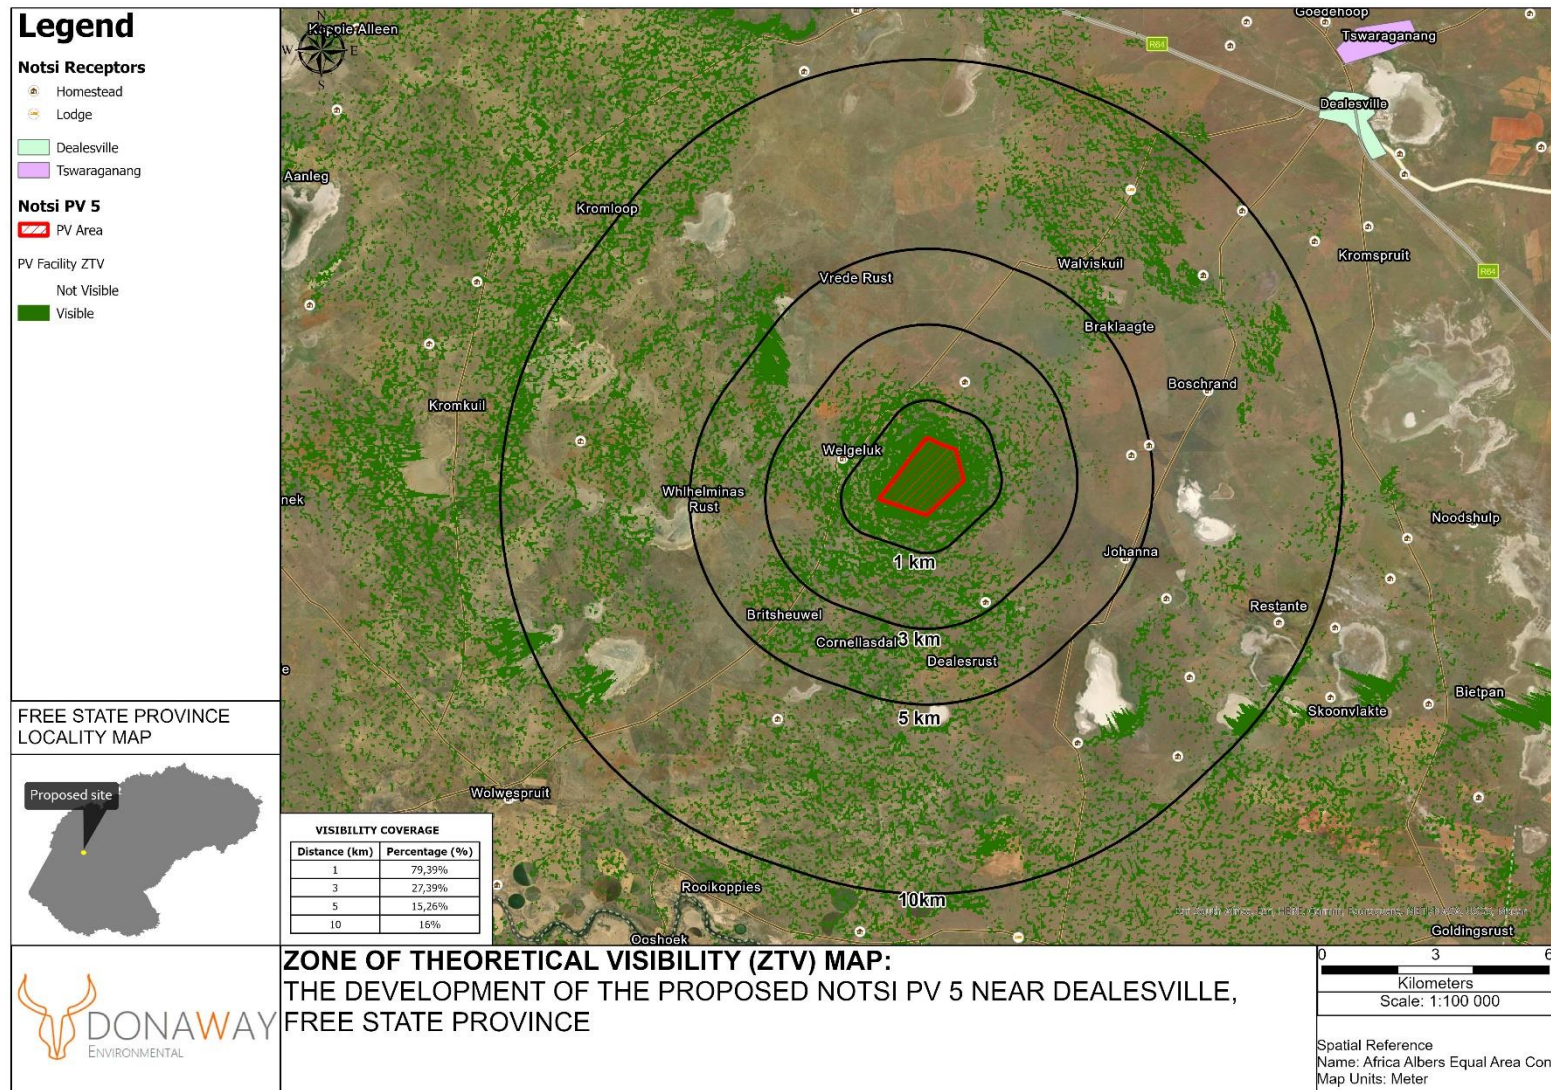 Legend
Notsi Receptors
Homestead
Lodge
Dealesville
Tswaraganang
Notsi PV 5
PV Area
PV Facility ZTV
Not Visible
Visible
FREE STATE PROVINCE
LOCALITY MAP
Proposed site
N
W
E
S
Kopple Alleen
Goedehoop
Tswaraganang
R64
Dealesville
Aanleg
Kromloop
Kromspruit
Walviskuil
R64
Vrede Rust
Braklaagte
Boschrand
Kromkuil
Welgeluk
Whlhelminas
Rust
nek
Noodshulp
Johanna
1 km
Restante
Britsheuwel
Cornellasdal
3 km
Dealesrust
e
Bietpan
Skoonvlakte
5 km
Wolwespruit
Rooikoppies
10km
Goldingsrust
Ooshoek
VISIBILITY COVERAGE
Distance (km) Percentage (%)
1 79,39%
3 27,39%
5 15,26%
10 16%
DONAWAY
ENVIRONMENTAL
ZONE OF THEORETICAL VISIBILITY (ZTV) MAP:
THE DEVELOPMENT OF THE PROPOSED NOTSI PV 5 NEAR DEALESVILLE,
FREE STATE PROVINCE
0 3 6
Kilometers
Scale: 1:100 000
Spatial Reference
Name: Africa Albers Equal Area Con
Map Units: Meter